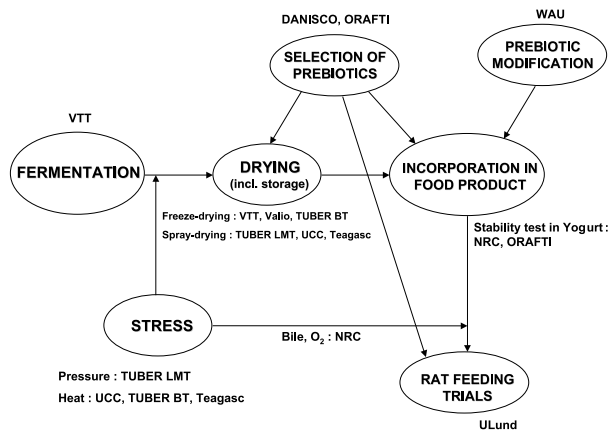 DANISCO, ORAFTI
WAU
SELECTION OF
PREBIOTICS
PREBIOTIC
MODIFICATION
VTT
FERMENTATION
DRYING
(incl. storage)
INCORPORATION IN
FOOD PRODUCT
Freeze-drying : VTT, Valio, TUBER BT
Spray-drying : TUBER LMT, UCC, Teagasc
Stability test in Yogurt :
NRC, ORAFTI
STRESS
Bile, O₂ : NRC
Pressure : TUBER LMT
Heat : UCC, TUBER BT, Teagasc
RAT FEEDING
TRIALS
ULund